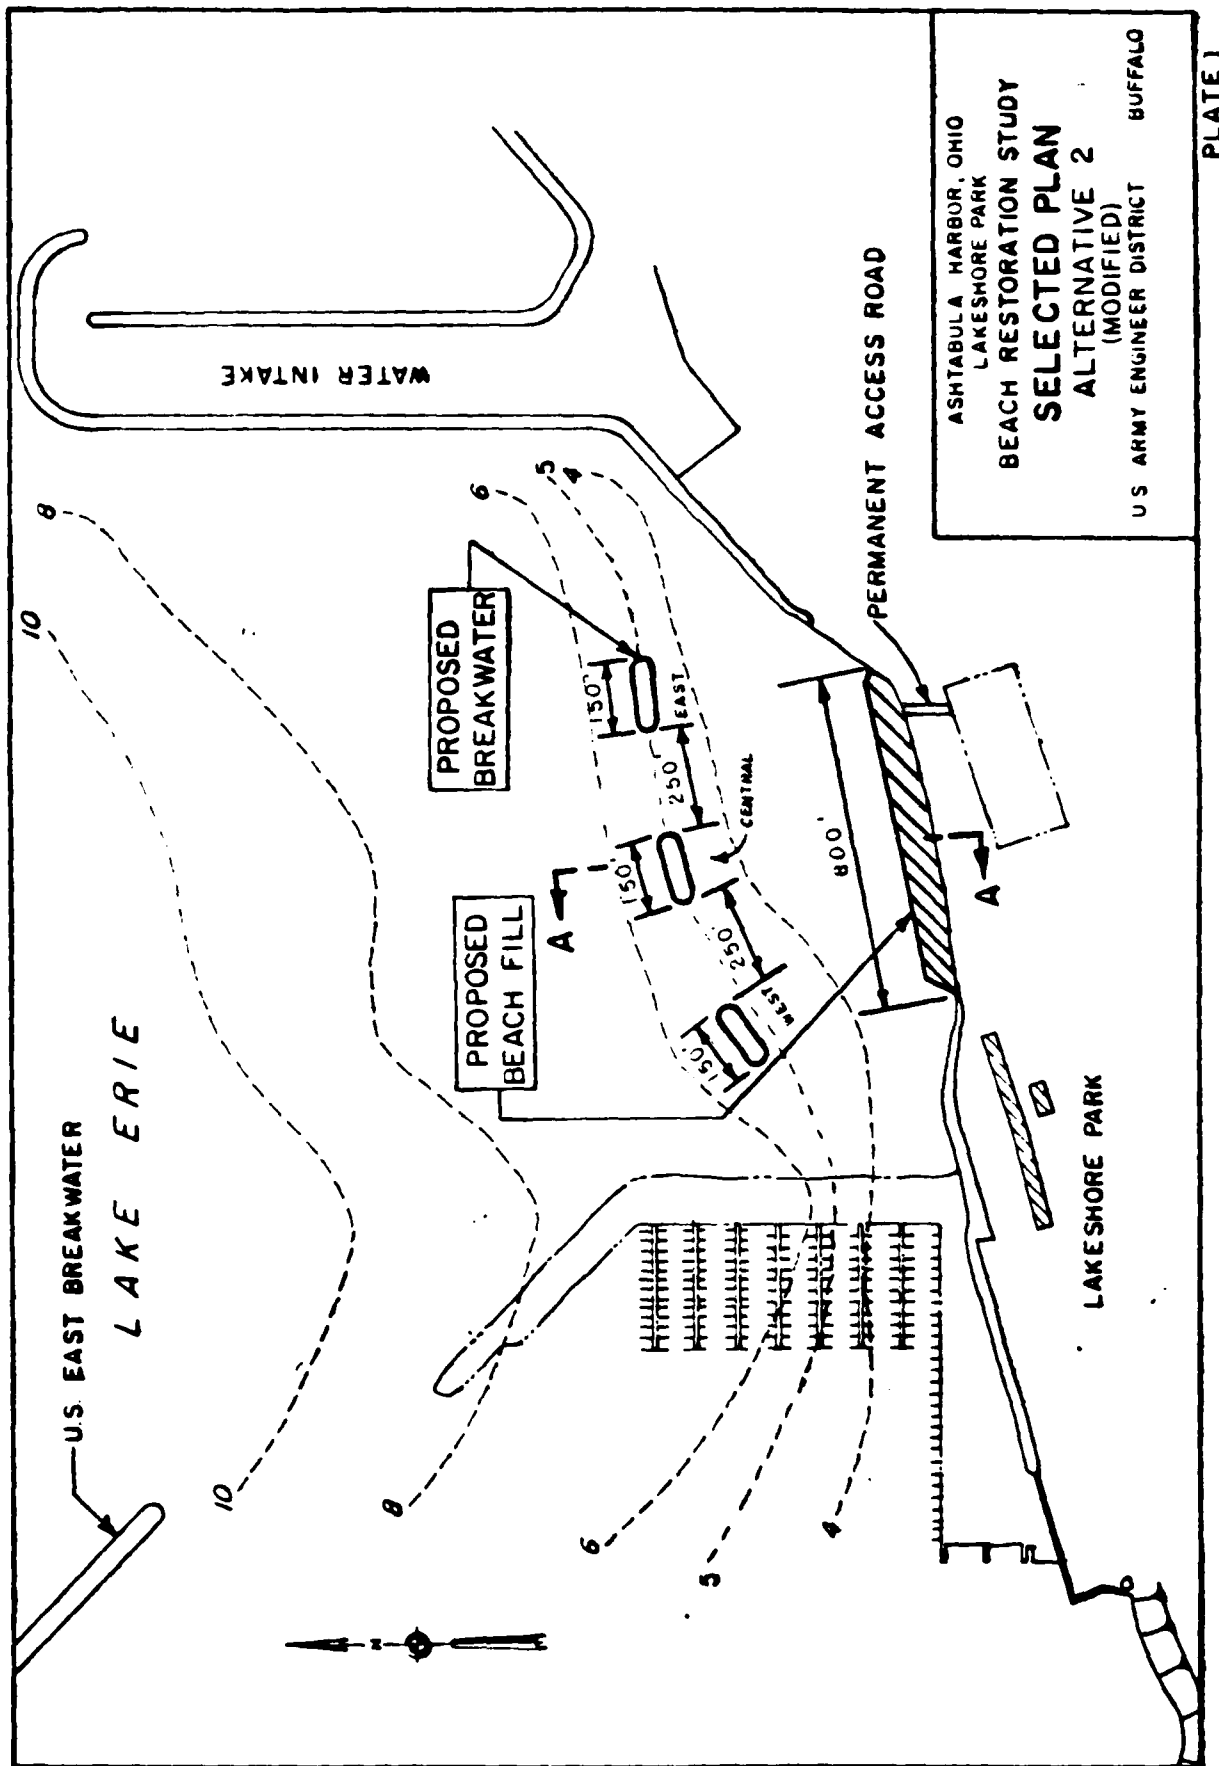 U.S. EAST BREAKWATER
LAKE ERIE
10
8
10
8
6
5
4
6
5
4
N
WATER INTAKE
PROPOSED
BREAKWATER
PROPOSED
BEACH FILL
150'
250'
150'
250'
150'
EAST
CENTRAL
WEST
A
A
800'
PERMANENT ACCESS ROAD
LAKESHORE PARK
ASHTABULA HARBOR, OHIO
LAKESHORE PARK
BEACH RESTORATION STUDY
SELECTED PLAN
ALTERNATIVE 2
(MODIFIED)
US ARMY ENGINEER DISTRICT BUFFALO
PLATE 1